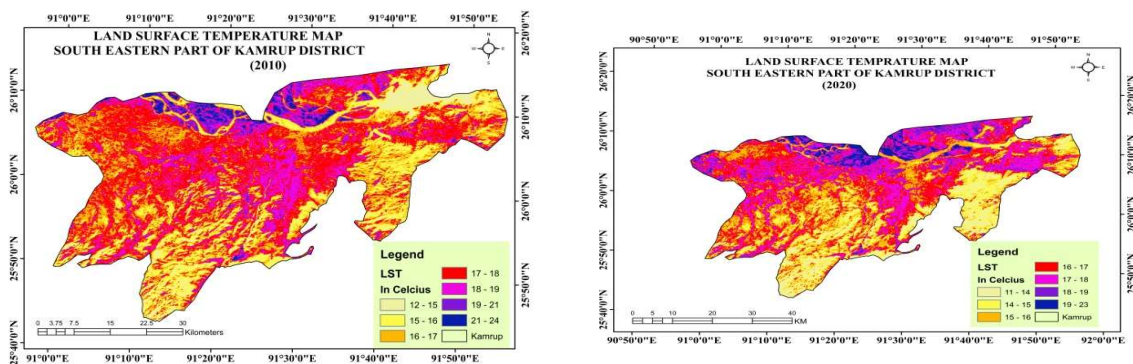 91°0'0"E 91°10'0"E 91°20'0"E 91°30'0"E 91°40'0"E 91°50'0"E
LAND SURFACE TEMPERATURE MAP
SOUTH EASTERN PART OF KAMRUP DISTRICT
(2010)
N
W E
S
26°10'0"N
26°0'0"N
25°50'0"N
25°40'0"N
26°20'0"N
26°10'0"N
26°0'0"N
25°50'0"N
Legend
LST
In Celcius
12 - 15
15 - 16
16 - 17
17 - 18
18 - 19
19 - 21
21 - 24
Kamrup
0 3.75 7.5 15 22.5 30
Kilometers
91°0'0"E 91°10'0"E 91°20'0"E 91°30'0"E 91°40'0"E 91°50'0"E
90°50'0"E 91°0'0"E 91°10'0"E 91°20'0"E 91°30'0"E 91°40'0"E 91°50'0"E
LAND SURFACE TEMPRATURE MAP
SOUTH EASTERN PART OF KAMRUP DISTRICT
(2020)
N
W E
S
26°20'0"N
26°10'0"N
26°0'0"N
25°50'0"N
25°40'0"N
26°20'0"N
26°10'0"N
26°0'0"N
25°50'0"N
25°40'0"N
Legend
LST
In Celcius
11 - 14
14 - 15
15 - 16
16 - 17
17 - 18
18 - 19
19 - 23
Kamrup
0 5 10 20 30 40
KM
90°50'0"E 91°0'0"E 91°10'0"E 91°20'0"E 91°30'0"E 91°40'0"E 91°50'0"E 92°0'0"E